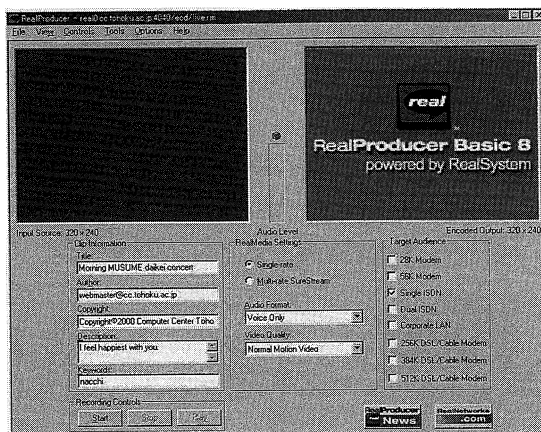 RealProducer - real0.cc.tohoku.ac.jp:4040/ecd/live.rm
File View Controls Tools Options Help
real
RealProducer Basic 8
powered by RealSystem
Input Source: 320 x 240
Audio Level
Encoded Output: 320 x 240
Clip Information
Title:
Morning MUSUME daikei concert
Author:
webmaster@cc.tohoku.ac.jp
Copyright:
Copyright©2000 Computer Center Toho
Description:
I feel happiest with you.
Keywords:
nacchi
RealMedia Settings
Single-rate
Multi-rate SureStream
Audio Format:
Voice Only
Video Quality:
Normal Motion Video
Target Audience
28K Modem
56K Modem
Single ISDN
Dual ISDN
Corporate LAN
256K DSL/Cable Modem
384K DSL/Cable Modem
512K DSL/Cable Modem
Recording Controls
Start Stop Play
RealProducer
News
RealNetworks
.com